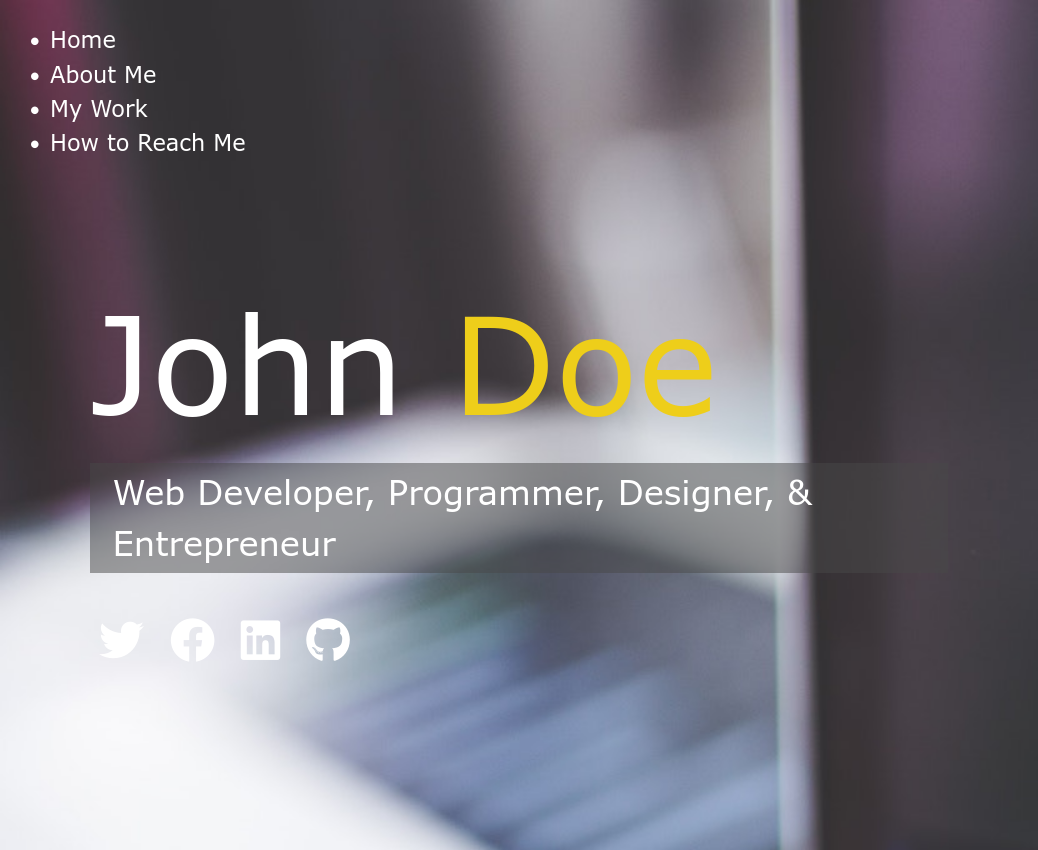 Home
About Me
My Work
How to Reach Me
John Doe
Web Developer, Programmer, Designer, &
Entrepreneur